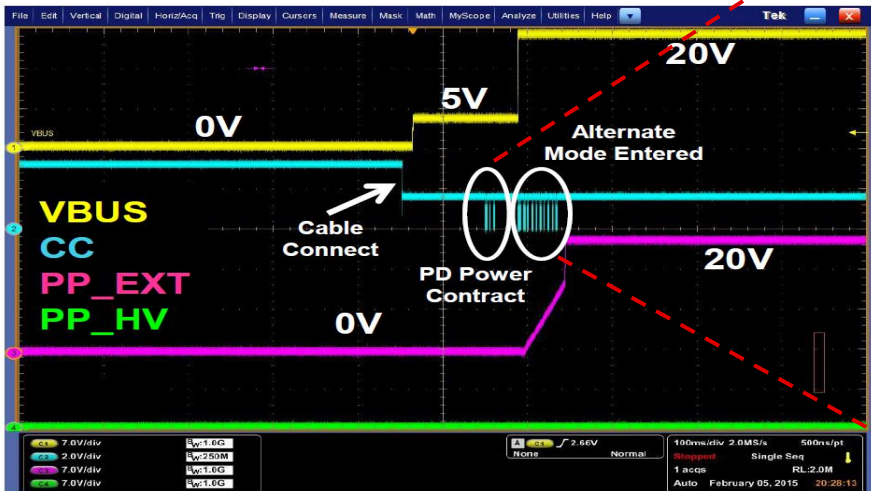 File Edit Vertical Digital Horiz/Acq Trig Display Cursors Measure Mask Math MyScope Analyze Utilities Help Tek X
20V
5V
0V
VBUS
1
Alternate
Mode Entered
VBUS
CC
PP_EXT
PP_HV
2
Cable
Connect
PD Power
Contract
20V
0V
3
4
C1 7.0V/div BW:1.0G
C2 2.0V/div BW:250M
C3 7.0V/div BW:1.0G
C4 7.0V/div BW:1.0G
A C1 2.66V
None Normal
100ms/div 2.0MS/s 500ns/pt
Stopped Single Seq
1 acqs RL:2.0M
Auto February 05, 2015 20:28:13